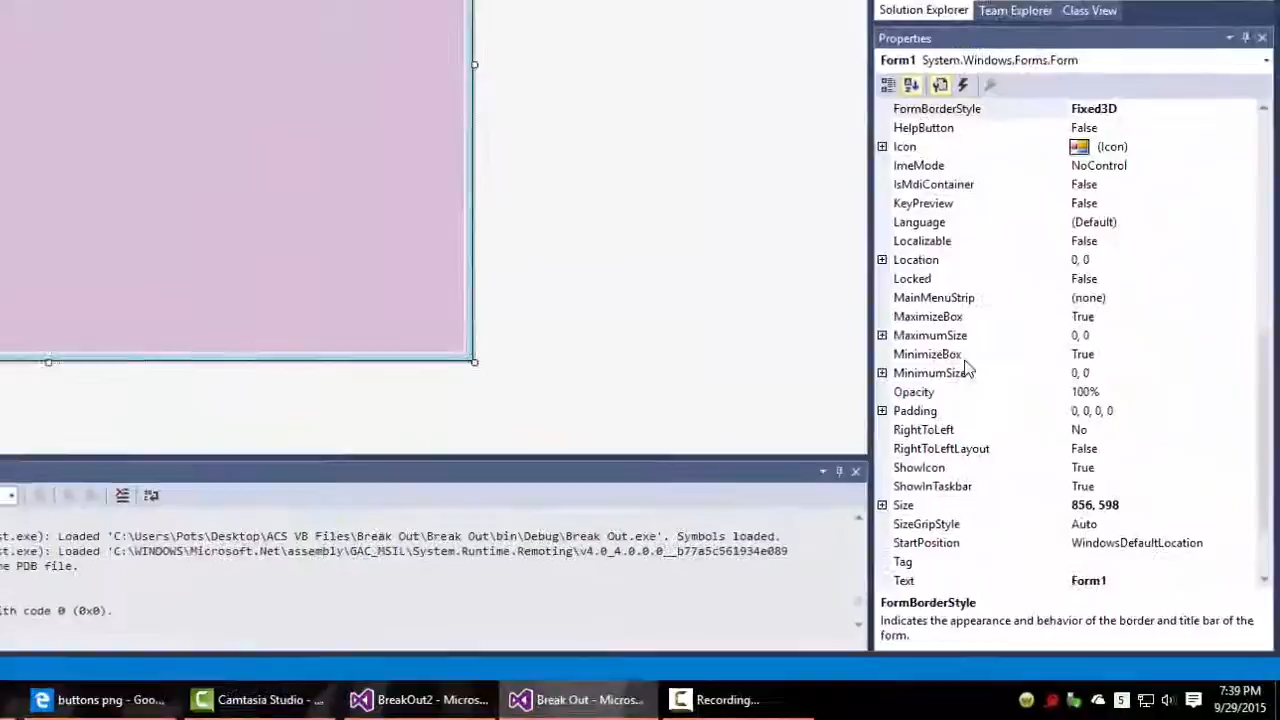 Solution Explorer Team Explorer Class View
Properties
Form1 System.Windows.Forms.Form
FormBorderStyle Fixed3D
HelpButton False
Icon (Icon)
ImeMode NoControl
IsMdiContainer False
KeyPreview False
Language (Default)
Localizable False
Location 0, 0
Locked False
MainMenuStrip (none)
MaximizeBox True
MaximumSize 0, 0
MinimizeBox True
MinimumSize 0, 0
Opacity 100%
Padding 0, 0, 0, 0
RightToLeft No
RightToLeftLayout False
ShowIcon True
ShowInTaskbar True
Size 856, 598
SizeGripStyle Auto
StartPosition WindowsDefaultLocation
Tag
Text Form1
FormBorderStyle
Indicates the appearance and behavior of the border and title bar of the
form.
st.exe): Loaded 'C:\Users\Pots\Desktop\ACS VB Files\Break Out\Break Out\bin\Debug\Break Out.exe'. Symbols loaded.
st.exe): Loaded 'C:\WINDOWS\Microsoft.Net\assembly\GAC_MSIL\System.Runtime.Remoting\v4.0_4.0.0.0__b77a5c561934e089
me PDB file.
ith code 0 (0x0).
buttons png - Goo... Camtasia Studio - ... BreakOut2 - Micros... Break Out - Micros... Recording... 5 7:39 PM
9/29/2015